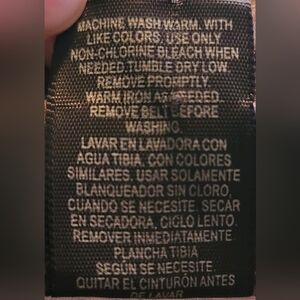 MACHINE WASH WARM, WITH
LIKE COLORS. USE ONLY
NON-CHLORINE BLEACH WHEN
NEEDED. TUMBLE DRY LOW.
REMOVE PROMPTLY.
WARM IRON AS NEEDED.
REMOVE BELT BEFORE
WASHING.
LAVAR EN LAVADORA CON
AGUA TIBIA, CON COLORES
SIMILARES. USAR SOLAMENTE
BLANQUEADOR SIN CLORO,
CUANDO SE NECESITE. SECAR
EN SECADORA, CICLO LENTO.
REMOVER INMEDIATAMENTE.
PLANCHA TIBIA
SEGUN SE NECESITE
QUITAR EL CINTURÓN ANTES
DE LAVAR